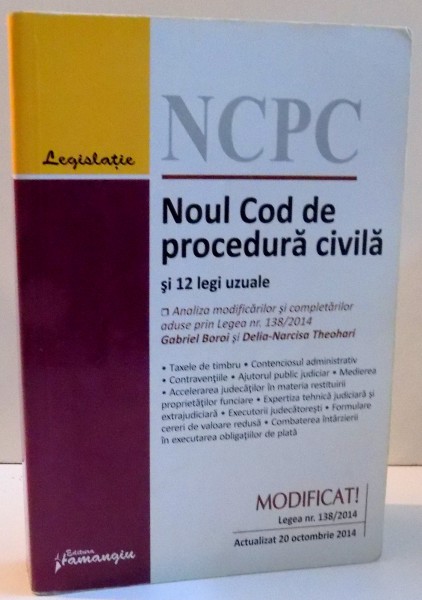 Legislație
NCPC
Noul Cod de
procedură civilă
și 12 legi uzuale
❏ Analiza modificărilor și completărilor
aduse prin Legea nr. 138/2014
Gabriel Boroi și Delia-Narcisa Theohari
• Taxele de timbru • Contenciosul administrativ
• Contravențiile • Ajutorul public judiciar • Medierea
• Accelerarea judecăților în materia restituirii
proprietăților funciare • Expertiza tehnică judiciară și
extrajudiciară • Executorii judecătorești • Formulare
cereri de valoare redusă • Combaterea întârzierii
în executarea obligațiilor de plată
MODIFICAT!
Legea nr. 138/2014
Actualizat 20 octombrie 2014
Editura
Hamangiu